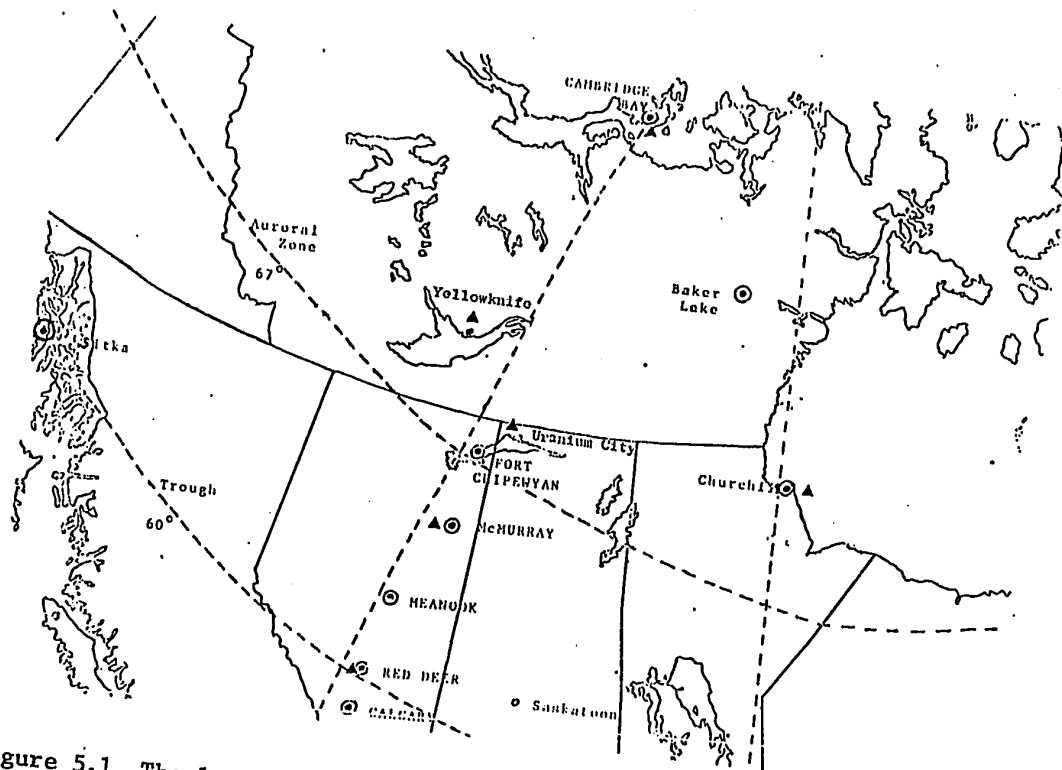 CAMBRIDGE
BAY
Auroral
Zone
67°
Yellowknife
Baker
Lake
Sitka
Uranium City
FORT
CHIPEWYAN
Trough
60°
Churchill
McMURRAY
MEANOOK
RED DEER
CALGARY
Saskatoon
gure 5.1 The